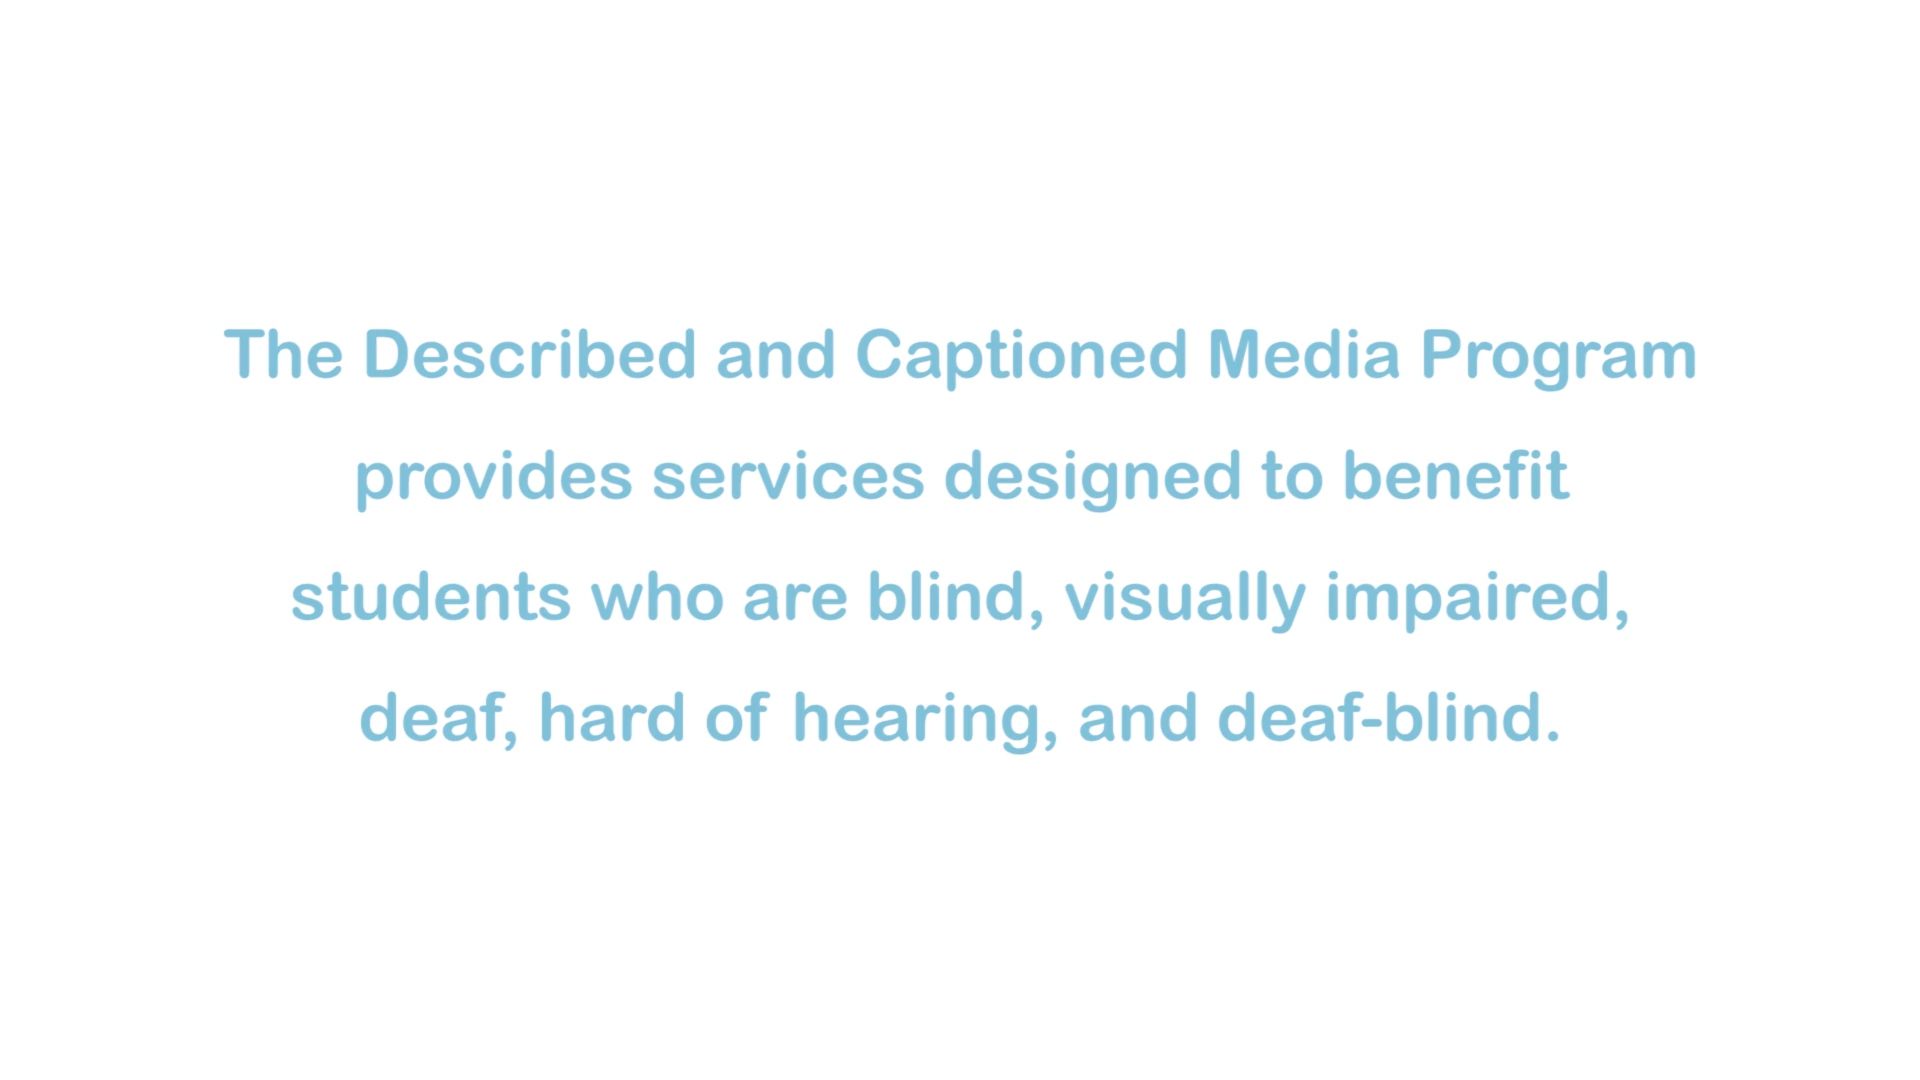 The Described and Captioned Media Program
provides services designed to benefit
students who are blind, visually impaired,
deaf, hard of hearing, and deaf-blind.